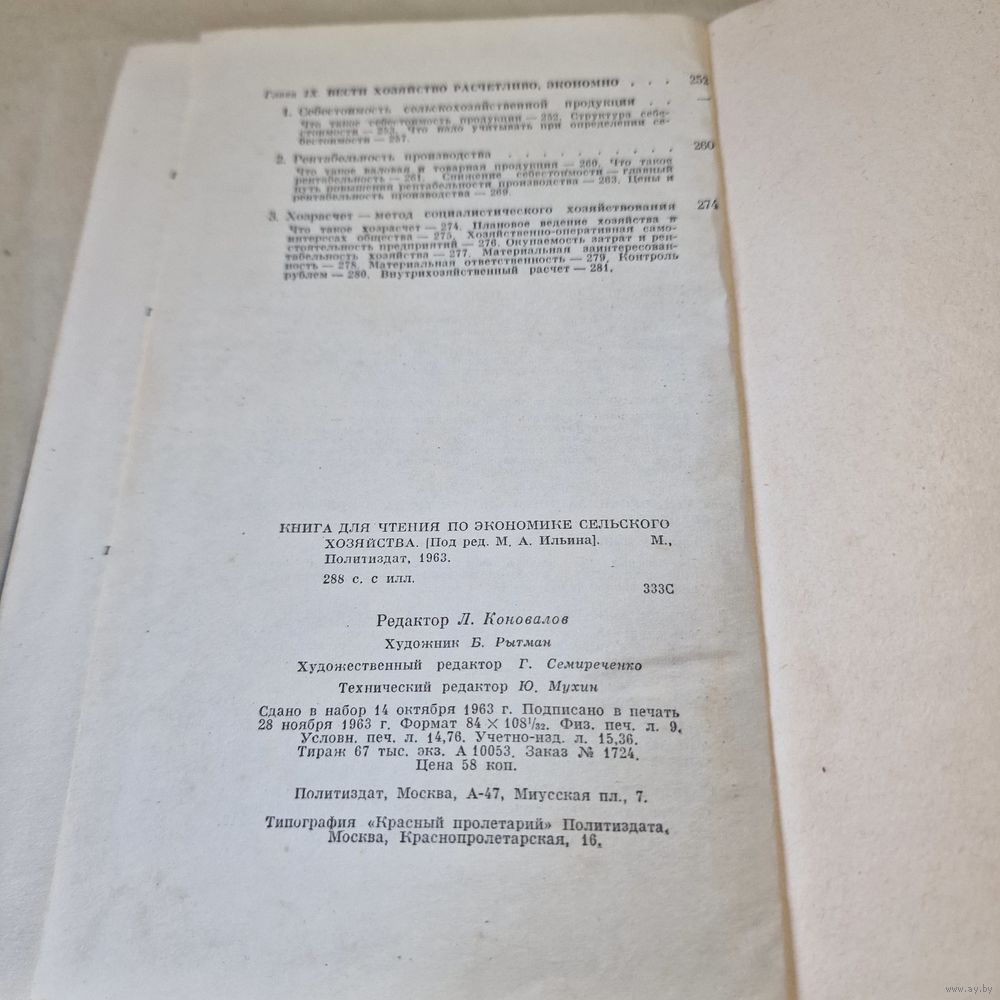 Глава IX. ВЕСТИ ХОЗЯЙСТВО РАСЧЕТЛИВО, ЭКОНОМНО . . . 252
1. Себестоимость сельскохозяйственной продукции . . —
Что такое себестоимость продукции — 252. Структура себе-
стоимости — 253. Что надо учитывать при определении се-
бестоимости — 257.
2. Рентабельность производства . . . . . . . . . 260
Что такое валовая и товарная продукция — 260. Что такое
рентабельность — 261. Снижение себестоимости — главный
путь повышения рентабельности производства — 263. Цены и
рентабельность производства — 269.
3. Хозрасчет — метод социалистического хозяйствования 274
Что такое хозрасчет — 274. Плановое ведение хозяйства в
интересах общества — 275. Хозяйственно-оперативная само-
стоятельность предприятий — 276. Окупаемость затрат и рен-
табельность хозяйства — 277. Материальная заинтересован-
ность — 278. Материальная ответственность — 279. Контроль
рублем — 280. Внутрихозяйственный расчет — 281.
КНИГА ДЛЯ ЧТЕНИЯ ПО ЭКОНОМИКЕ СЕЛЬСКОГО
ХОЗЯЙСТВА. [Под ред. М. А. Ильина]. М.,
Политиздат, 1963.
288 с. с илл.
333С
Редактор Л. Коновалов
Художник Б. Рытман
Художественный редактор Г. Семиреченко
Технический редактор Ю. Мухин
Сдано в набор 14 октября 1963 г. Подписано в печать
28 ноября 1963 г. Формат 84 × 108¹/₃₂. Физ. печ. л. 9.
Условн. печ. л. 14,76. Учетно-изд. л. 15,36.
Тираж 67 тыс. экз. А 10053. Заказ № 1724.
Цена 58 коп.
Политиздат, Москва, А-47, Миусская пл., 7.
Типография «Красный пролетарий» Политиздата,
Москва, Краснопролетарская, 16.
www.ay.by